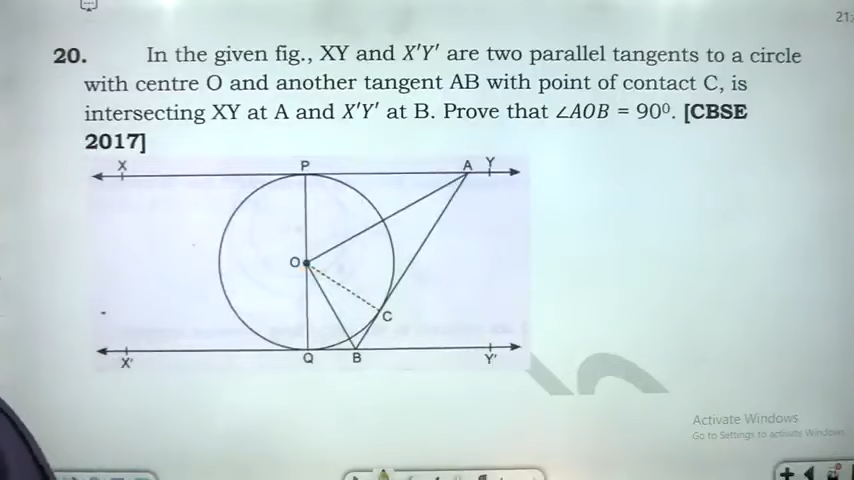 21:
20. In the given fig., XY and X'Y' are two parallel tangents to a circle
with centre O and another tangent AB with point of contact C, is
intersecting XY at A and X'Y' at B. Prove that ∠AOB = 90⁰. [CBSE
2017]
X P A Y
O
C
X' Q B Y'
Activate Windows
Go to Settings to activate Windows.